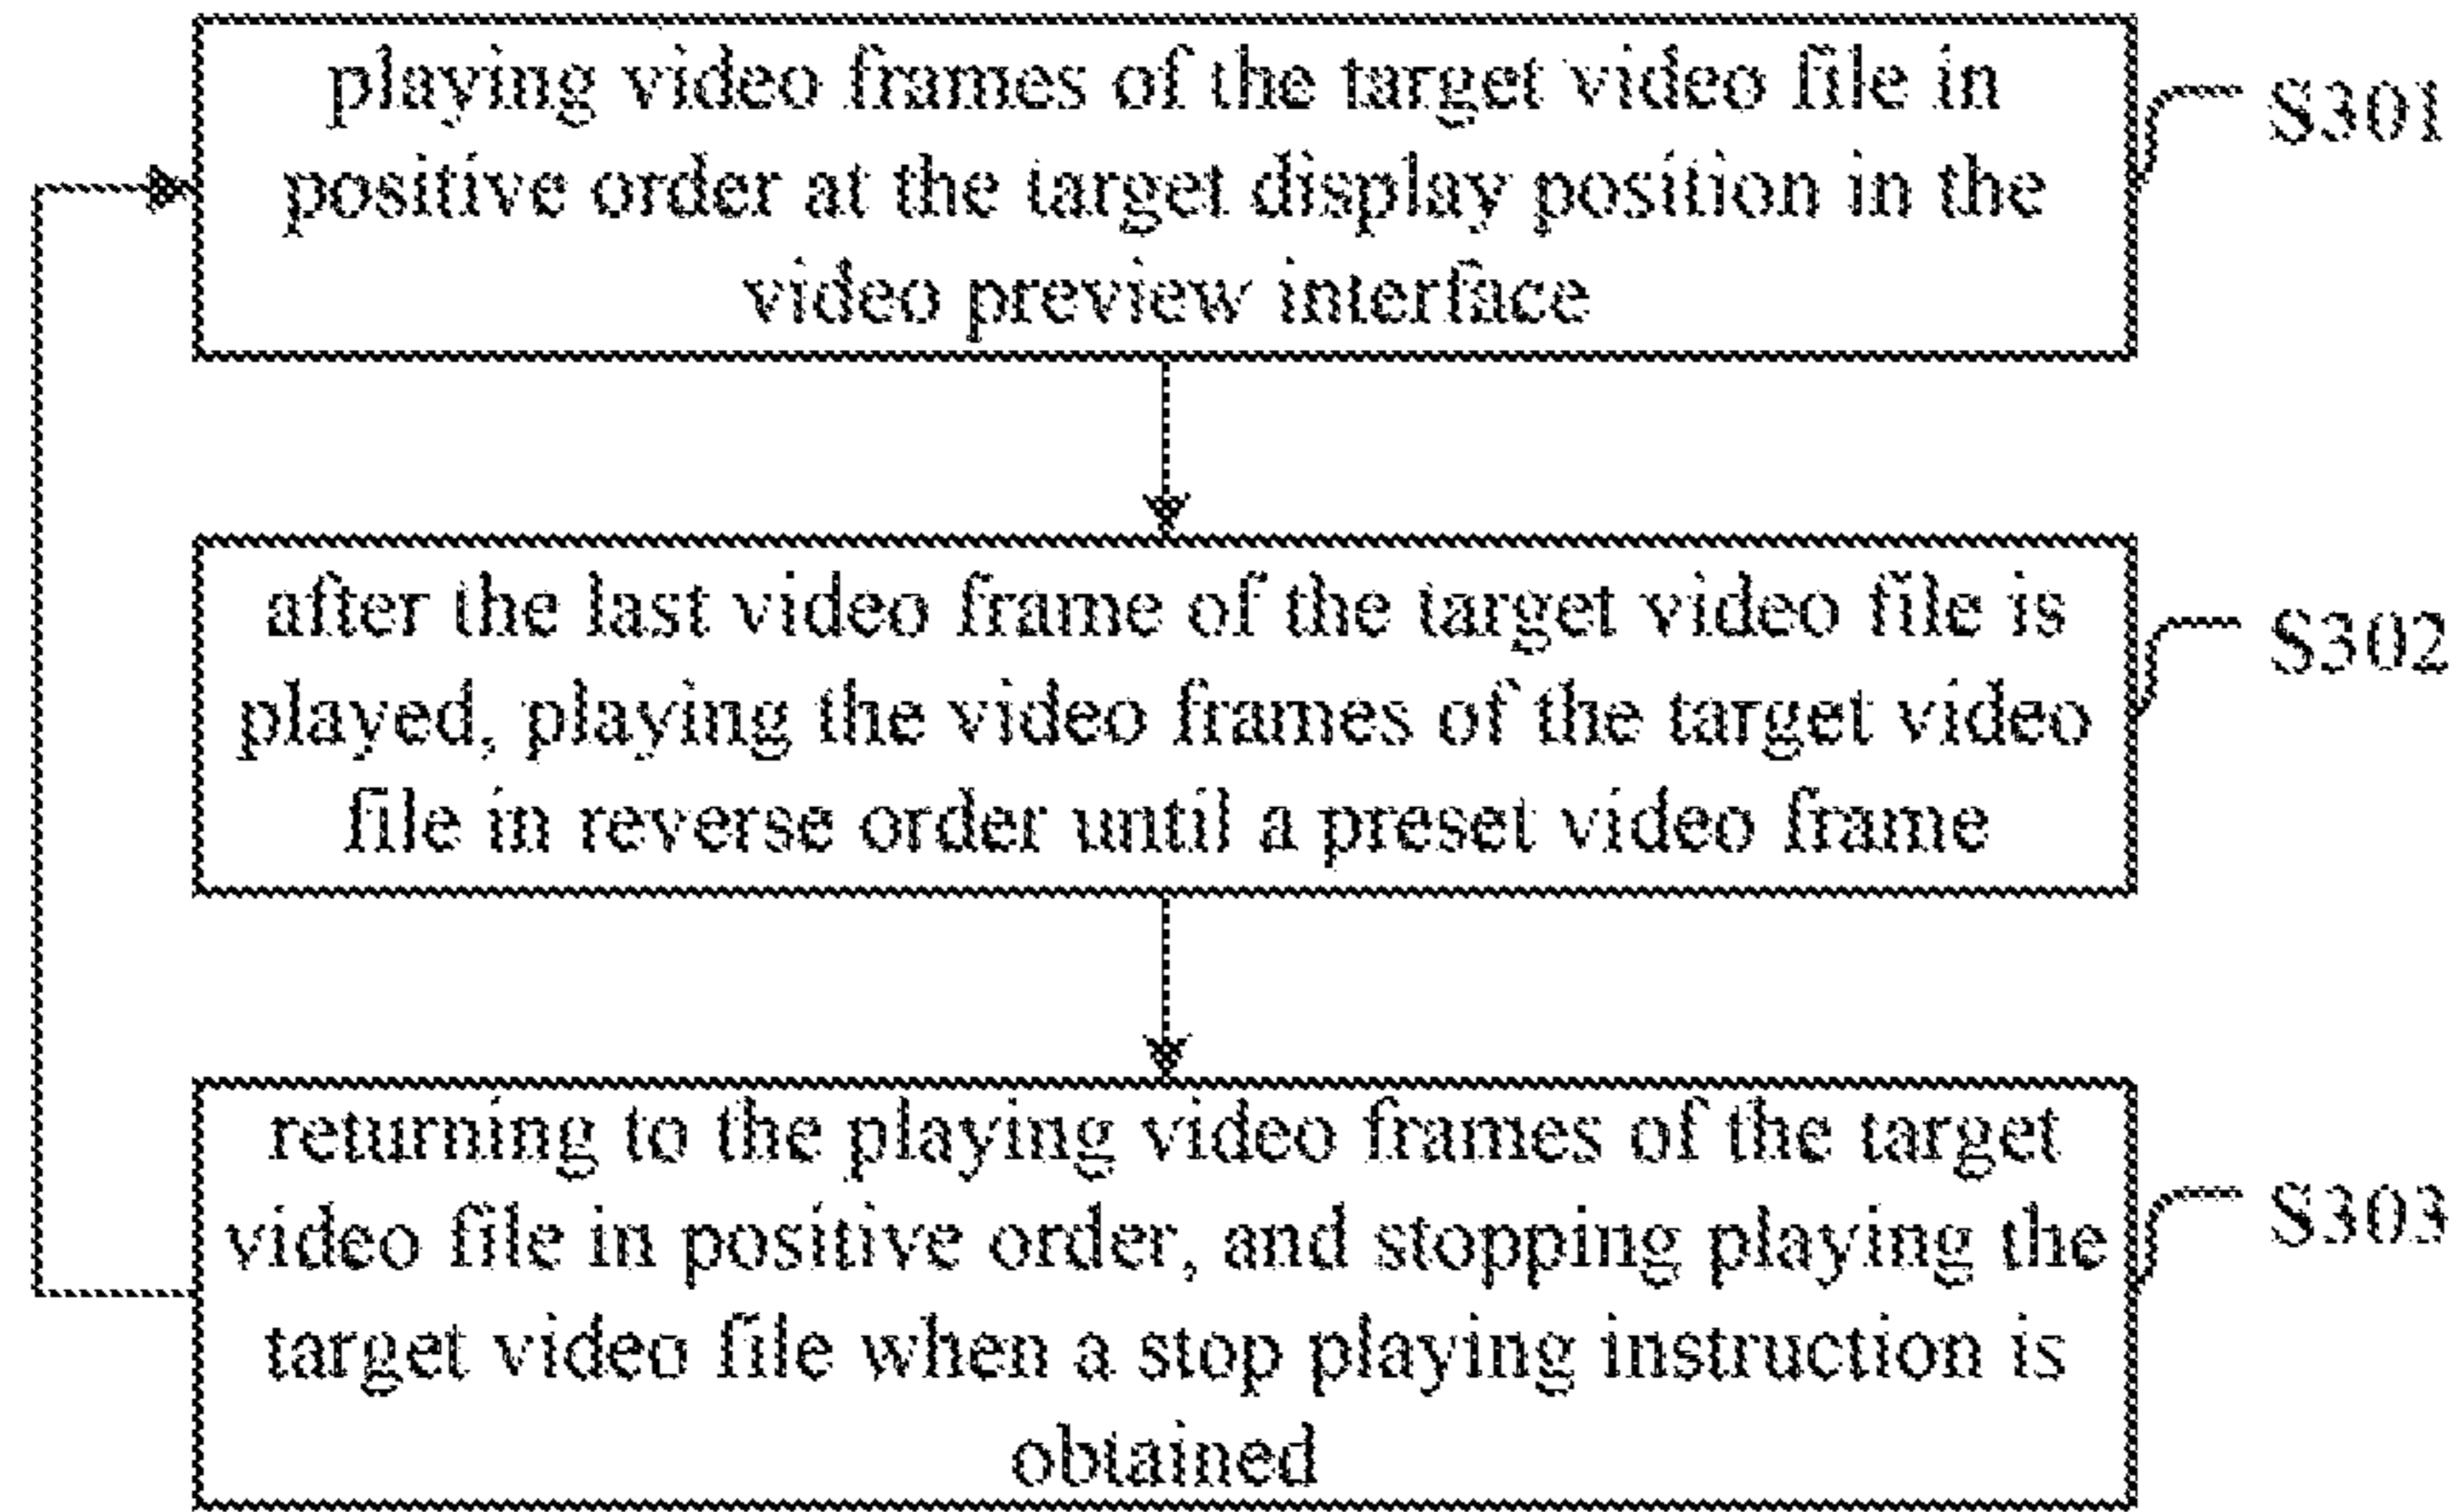 playing video frames of the target video file in
positive order at the target display position in the
video preview interface
S301
after the last video frame of the target video file is
played, playing the video frames of the target video
file in reverse order until a preset video frame
S302
returning to the playing video frames of the target
video file in positive order, and stopping playing the
target video file when a stop playing instruction is
obtained
S303